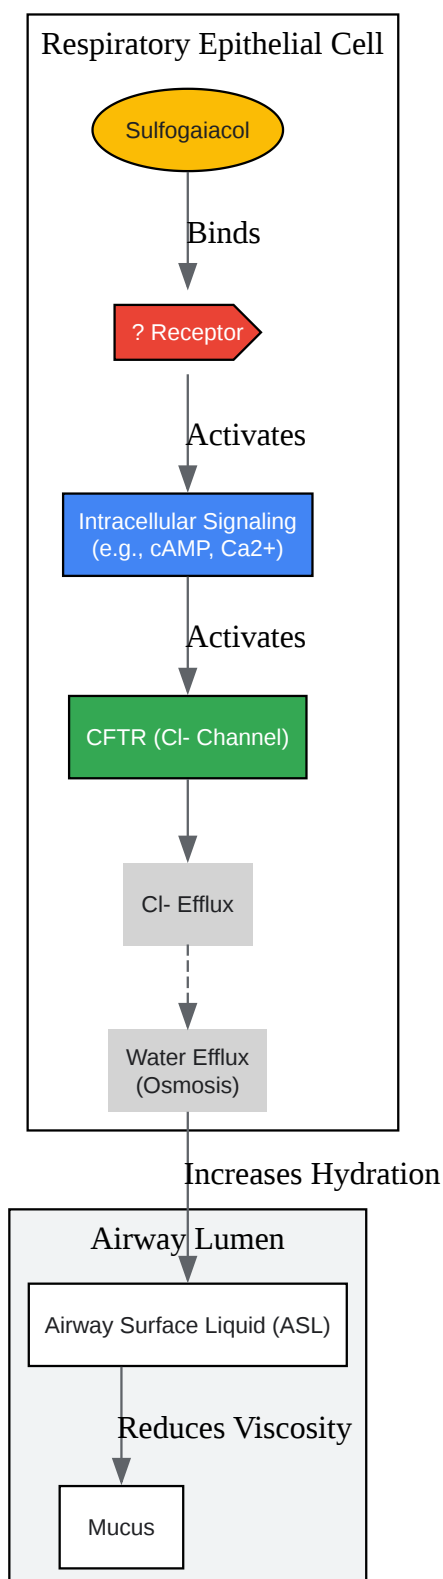 Respiratory Epithelial Cell
Sulfogaiacol
Binds
? Receptor
Activates
Intracellular Signaling
(e.g., cAMP, Ca2+)
Activates
CFTR (Cl- Channel)
Cl- Efflux
Water Efflux
(Osmosis)
Increases Hydration
Airway Lumen
Airway Surface Liquid (ASL)
Reduces Viscosity
Mucus